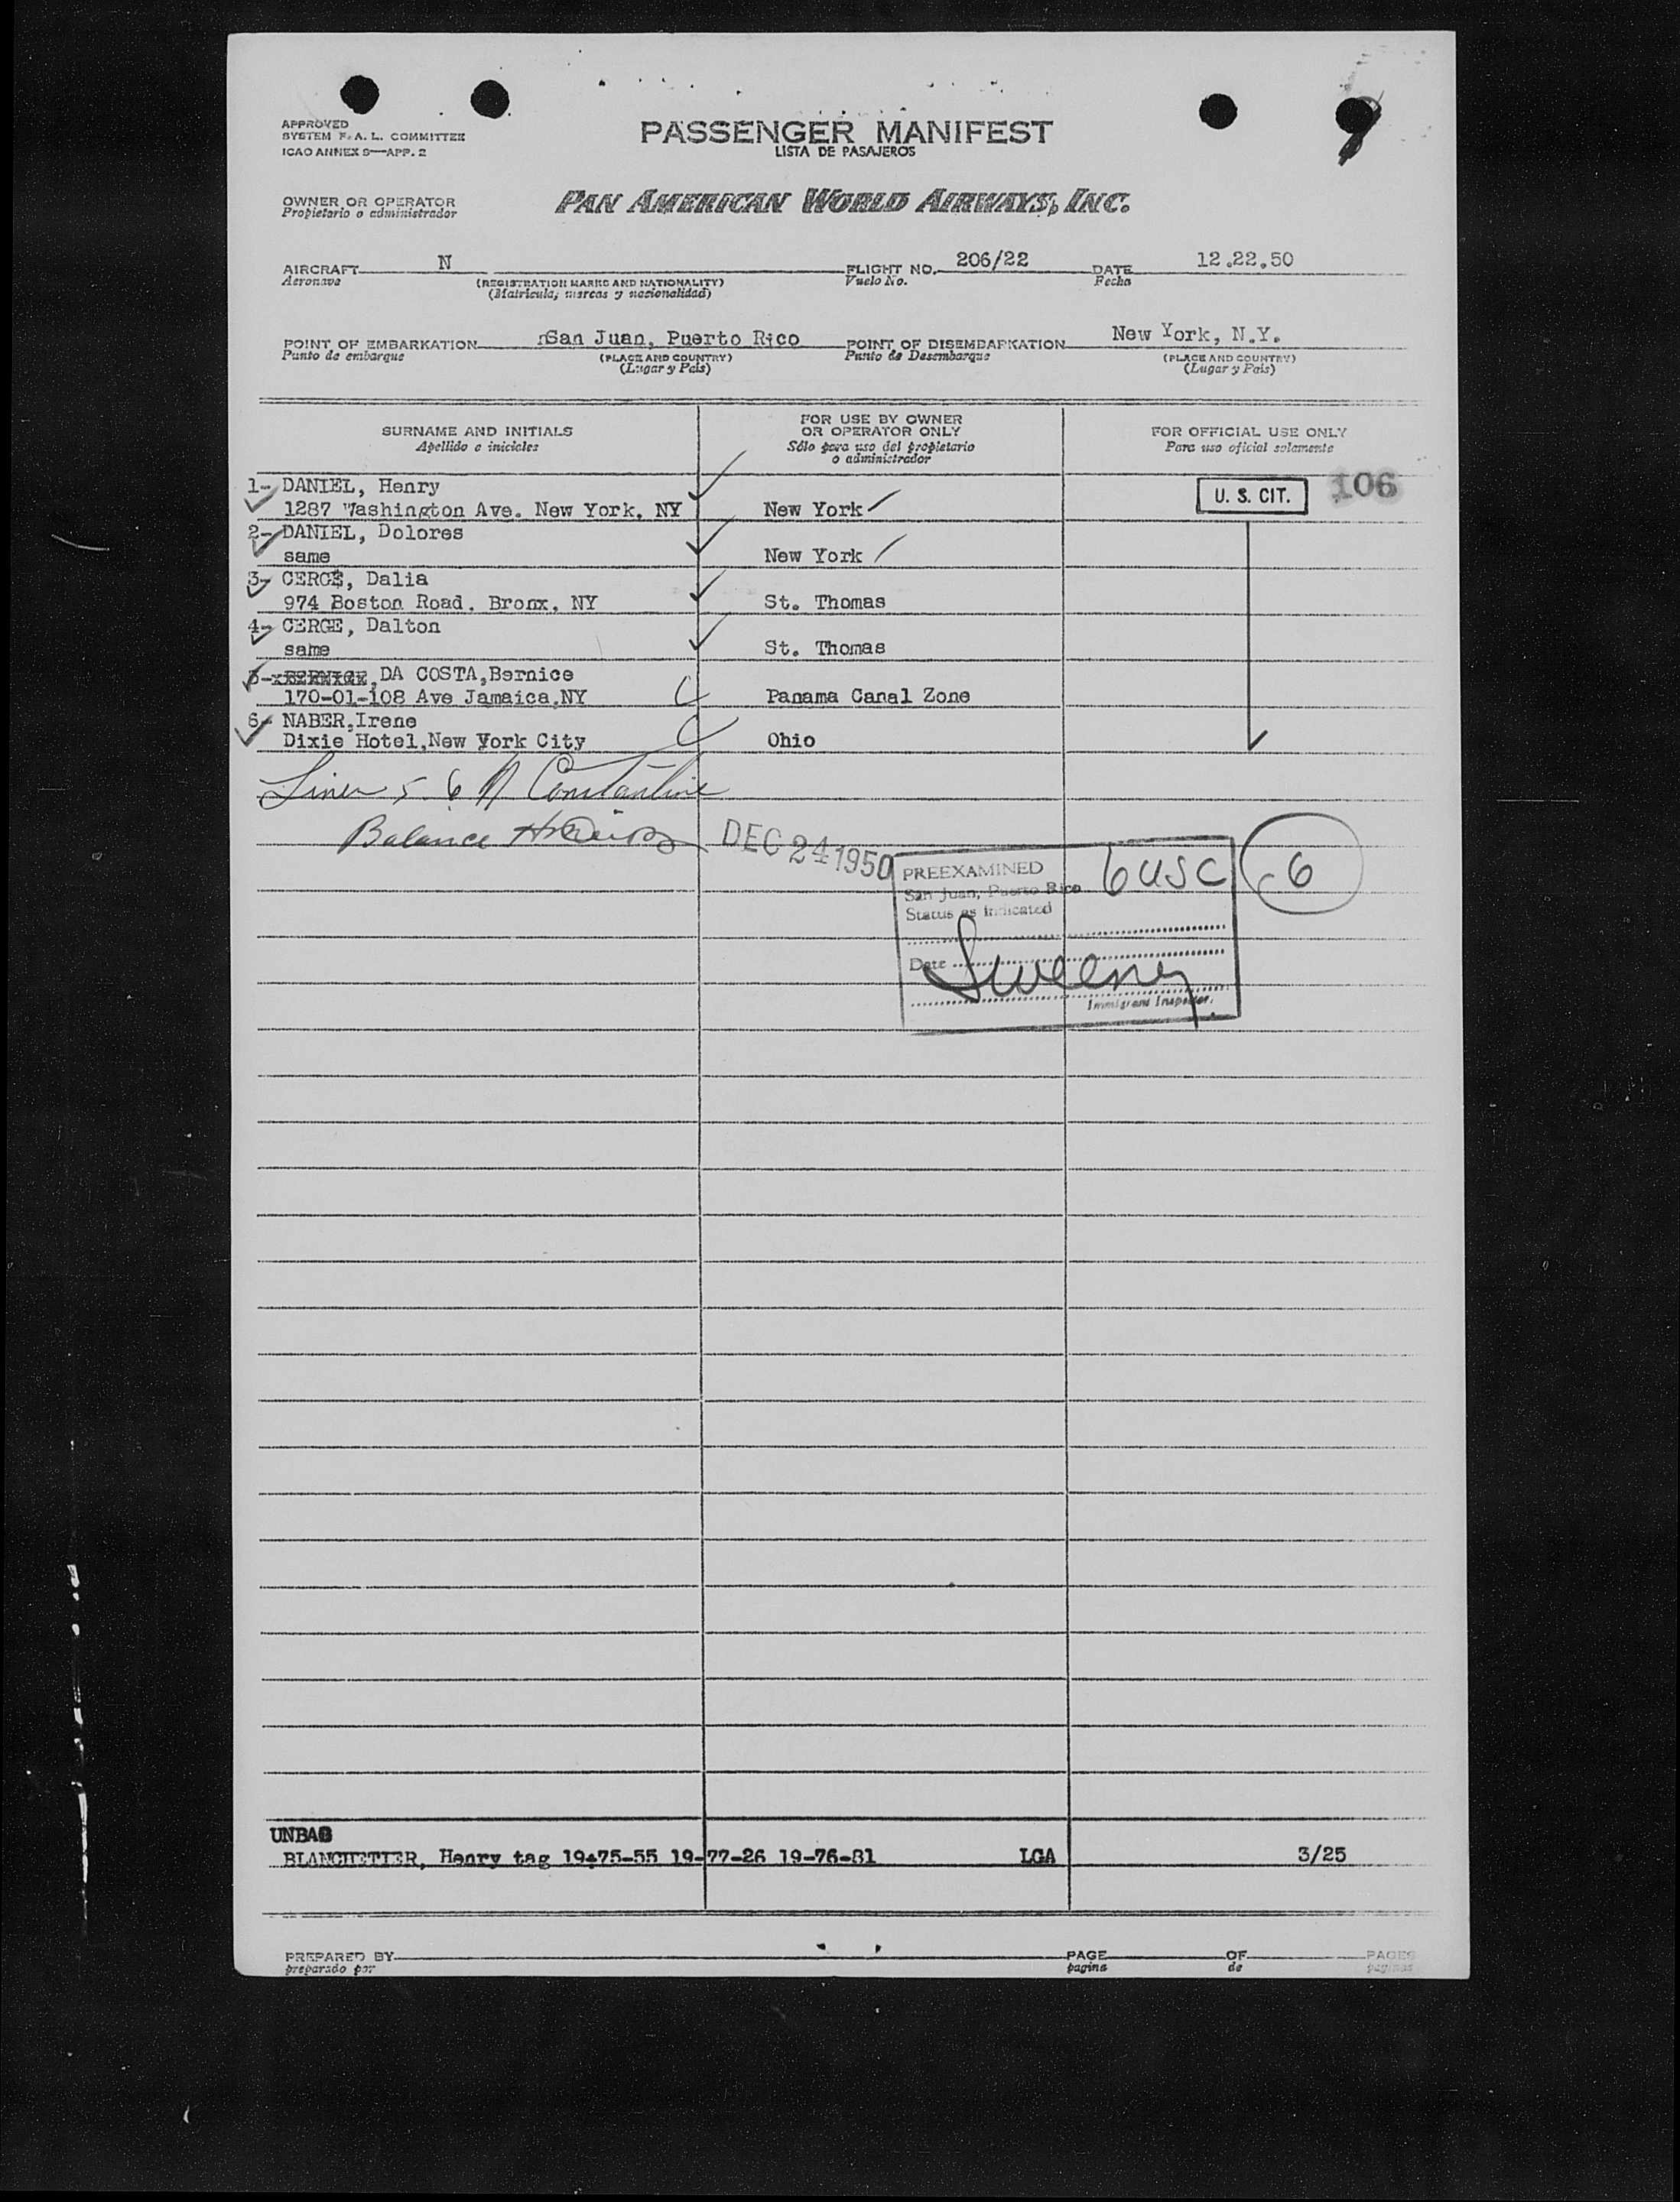 APPROVED
SYSTEM F. A. L. COMMITTEE
ICAO ANNEX 9—APP. 2
PASSENGER MANIFEST
LISTA DE PASAJEROS
OWNER OR OPERATOR
Propietario o administrador
PAN AMERICAN WORLD AIRWAYS, INC.
AIRCRAFT N FLIGHT NO. 206/22 DATE 12.22.50
Aeronave (REGISTRATION MARKS AND NATIONALITY) Vuelo No. Fecha
(Matricula, marcas y nacionalidad)
POINT OF EMBARKATION San Juan, Puerto Rico POINT OF DISEMBARKATION New York, N.Y.
Punto de embarque (PLACE AND COUNTRY) Punto de Desembarque (PLACE AND COUNTRY)
(Lugar y Pais) (Lugar y Pais)
SURNAME AND INITIALS
Apellido e iniciales
FOR USE BY OWNER
OR OPERATOR ONLY
Sólo para uso del propietario
o administrador
FOR OFFICIAL USE ONLY
Para uso oficial solamente
1- DANIEL, Henry
1287 Washington Ave. New York, NY New York U. S. CIT. 106
2- DANIEL, Dolores
same New York
3- CERGE, Dalia
974 Boston Road, Bronx, NY St. Thomas
4- CERGE, Dalton
same St. Thomas
5- DA COSTA,Bernice
170-01-108 Ave Jamaica,NY Panama Canal Zone
6- NABER,Irene
Dixie Hotel,New York City Ohio
Lines 5 6 N Constantine
Balance
DEC 24 1950
PREEXAMINED 6 USC 6
San Juan, Puerto Rico
Status as indicated
Date Sweeney
Immigrant Inspector.
UNBAG
BLANCHETIER, Henry tag 19-75-55 19-77-26 19-76-81 LGA 3/25
PREPARED BY PAGE OF PAGES
preparado por pagina de paginas